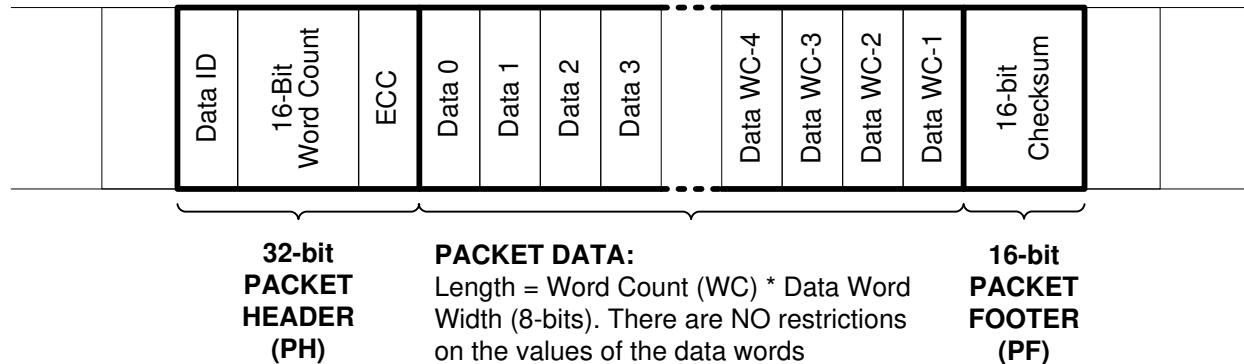 Data ID
16-Bit
Word Count
ECC
Data 0
Data 1
Data 2
Data 3
Data WC-4
Data WC-3
Data WC-2
Data WC-1
16-bit
Checksum
32-bit
PACKET
HEADER
(PH)
PACKET DATA:
Length = Word Count (WC) * Data Word
Width (8-bits). There are NO restrictions
on the values of the data words
16-bit
PACKET
FOOTER
(PF)